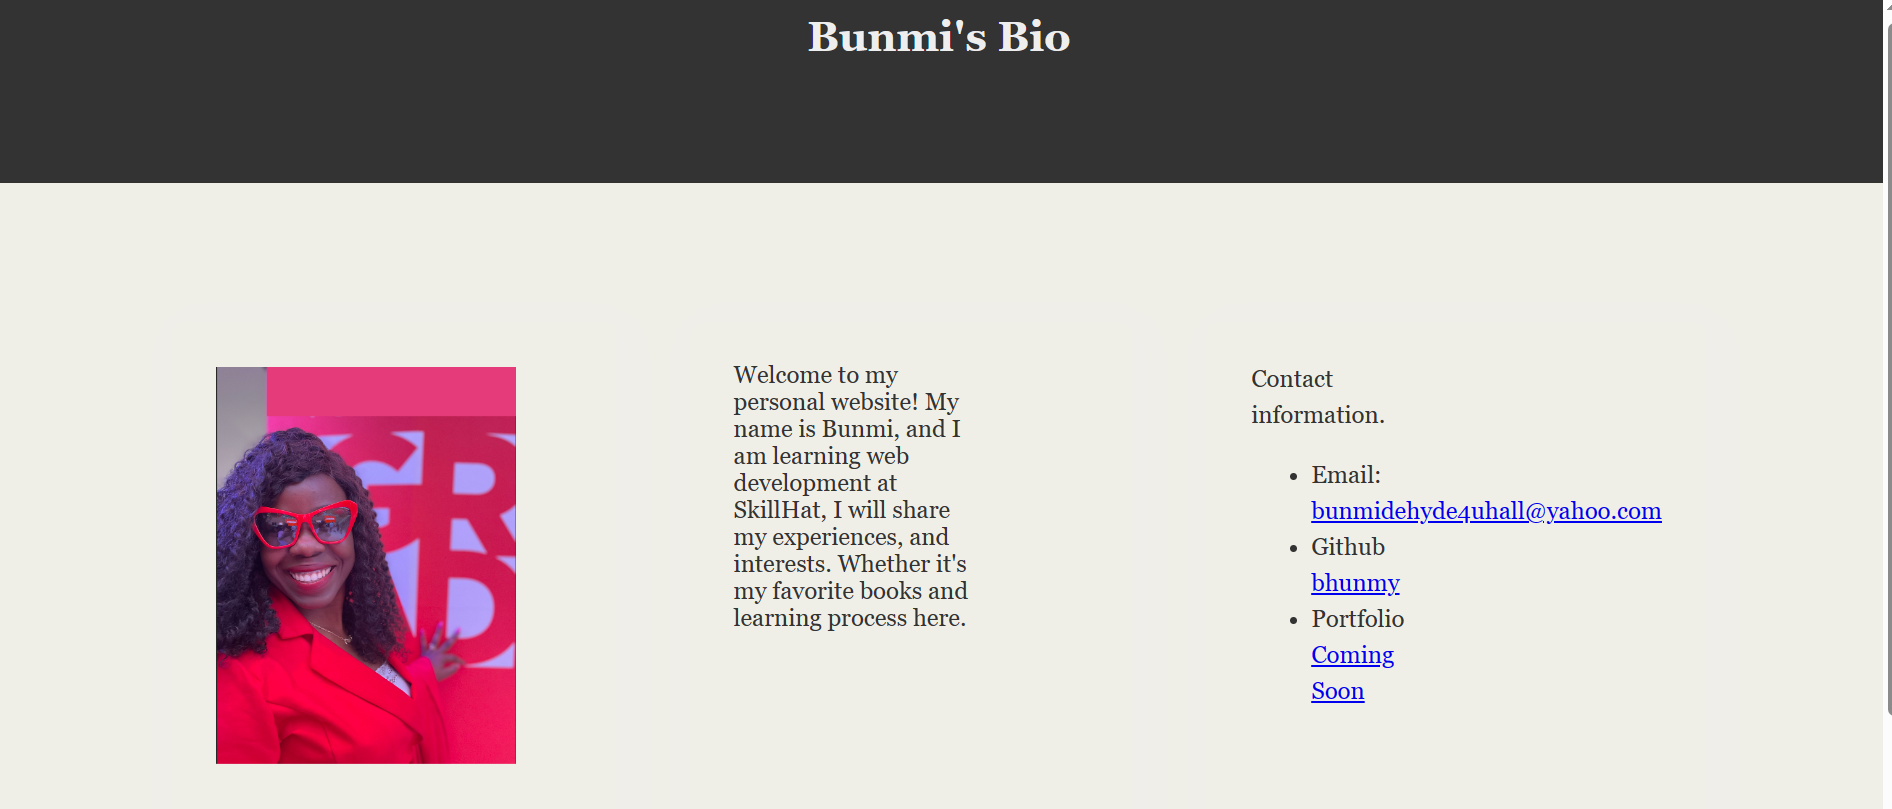 Bunmi's Bio
Welcome to my
personal website! My
name is Bunmi, and I
am learning web
development at
SkillHat, I will share
my experiences, and
interests. Whether it's
my favorite books and
learning process here.
Contact
information.
Email:
bunmidehyde4uhall@yahoo.com
Github
bhunmy
Portfolio
Coming
Soon